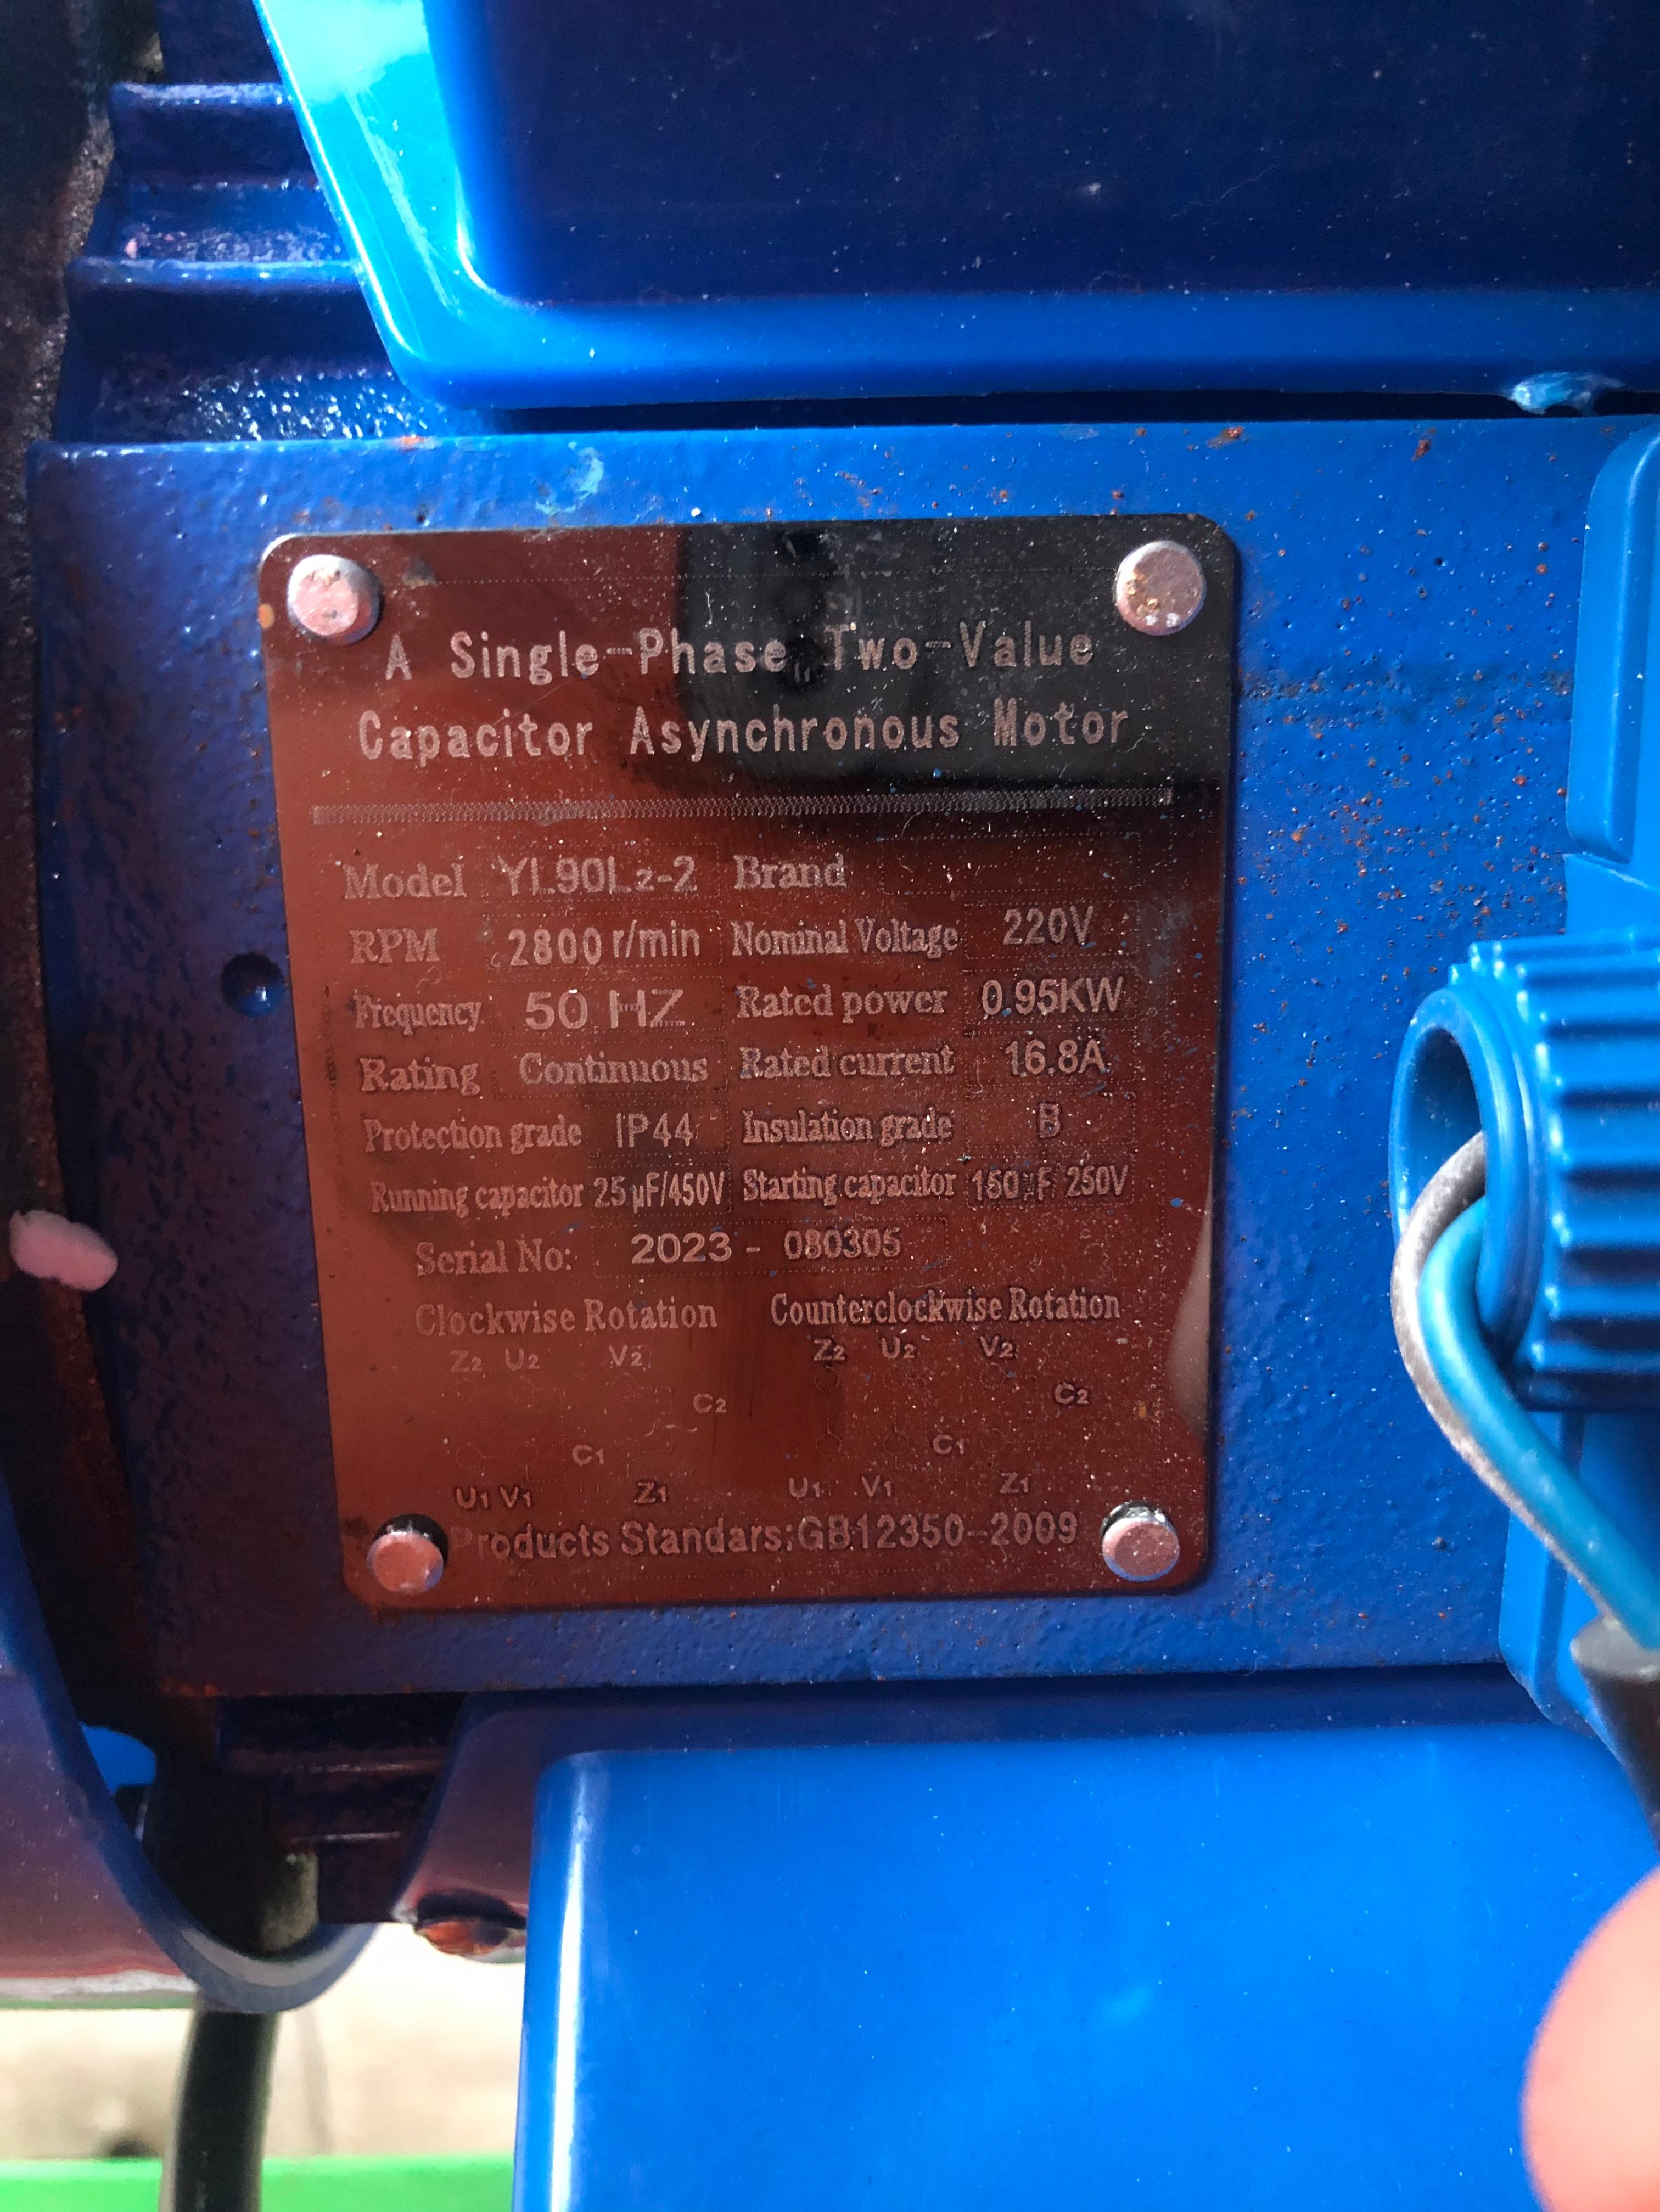 A Single-Phase Two-Value
Capacitor Asynchronous Motor
Model YL90L2-2 Brand
RPM 2800 r/min Nominal Voltage 220V
Frequency 50 HZ Rated power 0.95KW
Rating Continuous Rated current 16.8A
Protection grade IP44 Insulation grade B
Running capacitor 25μF/450V Starting capacitor 150μF/250V
Serial No: 2023 - 080305
Clockwise Rotation Counterclockwise Rotation
Z2 U2 V2 Z2 U2 V2
C2 C2
C1 C1
U1 V1 Z1 U1 V1 Z1
Products Standars:GB12350-2009